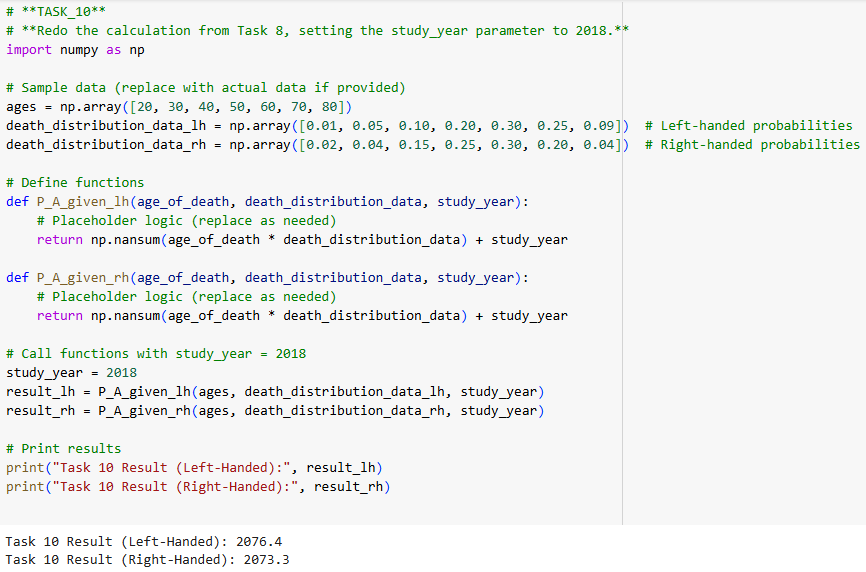 # **TASK_10**
# **Redo the calculation from Task 8, setting the study_year parameter to 2018.**
import numpy as np

# Sample data (replace with actual data if provided)
ages = np.array([20, 30, 40, 50, 60, 70, 80])
death_distribution_data_lh = np.array([0.01, 0.05, 0.10, 0.20, 0.30, 0.25, 0.09])  # Left-handed probabilities
death_distribution_data_rh = np.array([0.02, 0.04, 0.15, 0.25, 0.30, 0.20, 0.04])  # Right-handed probabilities

# Define functions
def P_A_given_lh(age_of_death, death_distribution_data, study_year):
    # Placeholder logic (replace as needed)
    return np.nansum(age_of_death * death_distribution_data) + study_year

def P_A_given_rh(age_of_death, death_distribution_data, study_year):
    # Placeholder logic (replace as needed)
    return np.nansum(age_of_death * death_distribution_data) + study_year

# Call functions with study_year = 2018
study_year = 2018
result_lh = P_A_given_lh(ages, death_distribution_data_lh, study_year)
result_rh = P_A_given_rh(ages, death_distribution_data_rh, study_year)

# Print results
print("Task 10 Result (Left-Handed):", result_lh)
print("Task 10 Result (Right-Handed):", result_rh)

Task 10 Result (Left-Handed): 2076.4
Task 10 Result (Right-Handed): 2073.3